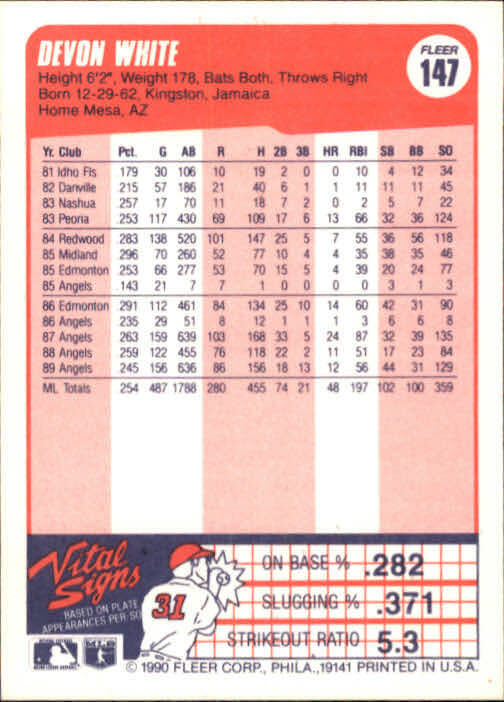 DEVON WHITE
FLEER
147
Height 6'2", Weight 178, Bats Both, Throws Right
Born 12-29-62, Kingston, Jamaica
Home Mesa, AZ
Yr. Club Pct. G AB R H 2B 3B HR RBI SB BB SO
81 Idho Fls .179 30 106 10 19 2 0 0 10 4 12 34
82 Danville .215 57 186 21 40 6 1 1 11 11 11 45
83 Nashua .257 17 70 11 18 7 2 0 2 5 7 22
83 Peoria .253 117 430 69 109 17 6 13 66 32 36 124
84 Redwood .283 138 520 101 147 25 5 7 55 36 56 118
85 Midland .296 70 260 52 77 10 4 4 35 38 35 46
85 Edmonton .253 66 277 53 70 15 5 4 39 20 24 77
85 Angels .143 21 7 7 1 0 0 0 0 3 1 3
86 Edmonton .291 112 461 84 134 25 10 14 60 42 31 90
86 Angels .235 29 51 8 12 1 1 1 3 6 6 8
87 Angels .263 159 639 103 168 33 5 24 87 32 39 135
88 Angels .259 122 455 76 118 22 2 11 51 17 23 84
89 Angels .245 156 636 86 156 18 13 12 56 44 31 129
ML Totals .254 487 1788 280 455 74 21 48 197 102 100 359
Vital
Signs
BASED ON PLATE
APPEARANCES PER SO
31
ON BASE % .282
SLUGGING % .371
STRIKEOUT RATIO 5.3
© 1990 FLEER CORP., PHILA.,19141 PRINTED IN U.S.A.